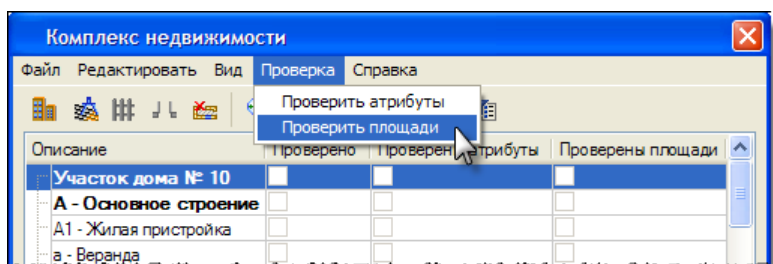 Комплекс недвижимости
Файл Редактировать Вид Проверка Справка
Проверить атрибуты
Проверить площади
Описание Проверено Проверены атрибуты Проверены площади
Участок дома № 10
А - Основное строение
А1 - Жилая пристройка
а - Веранда